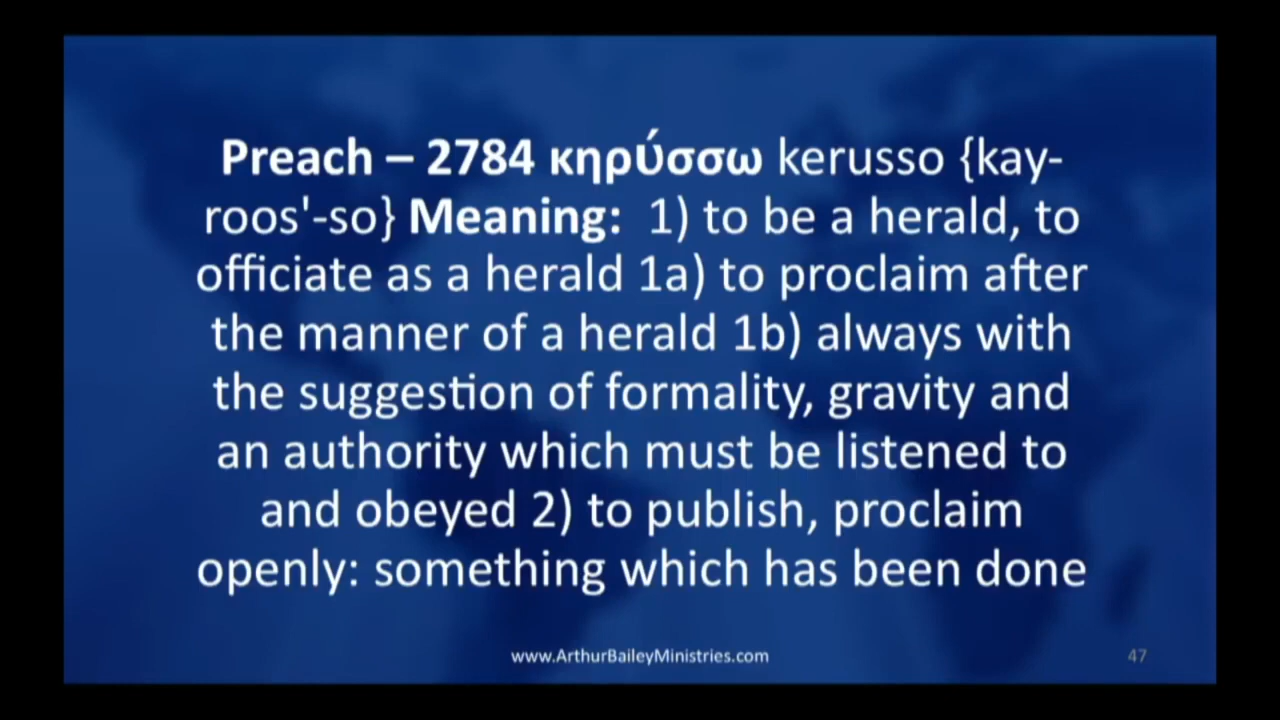 Preach – 2784 κηρύσσω kerusso {kay-
roos'-so} Meaning:  1) to be a herald, to
officiate as a herald 1a) to proclaim after
the manner of a herald 1b) always with
the suggestion of formality, gravity and
an authority which must be listened to
and obeyed 2) to publish, proclaim
openly: something which has been done
www.ArthurBaileyMinistries.com
47